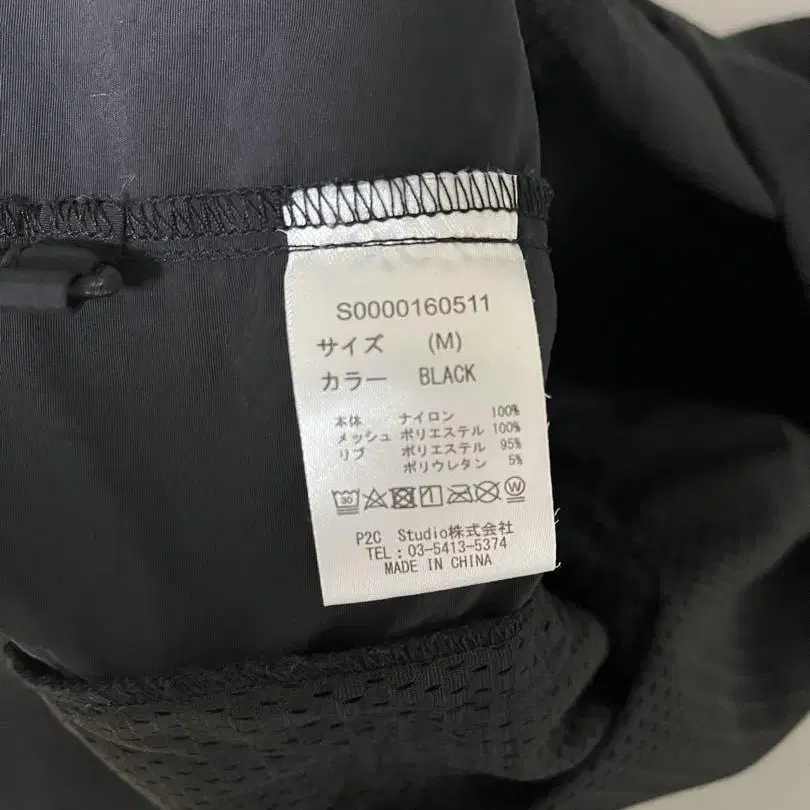 S0000160511
サイズ (M)
カラー BLACK
本体 ナイロン 100%
メッシュ ポリエステル 100%
リブ ポリエステル 95%
ポリウレタン 5%
30 1 W
P2C Studio株式会社
TEL:03-5413-5374
MADE IN CHINA